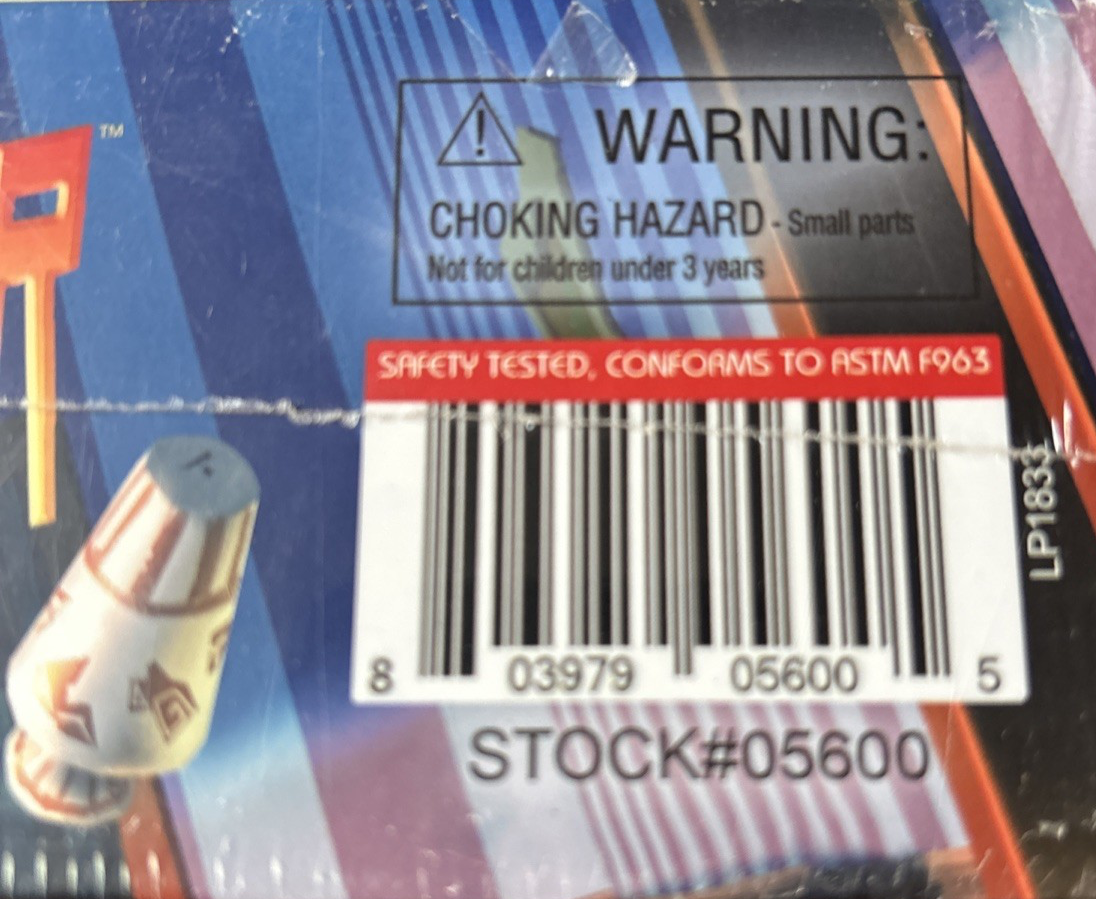 TM
WARNING:
CHOKING HAZARD - Small parts
Not for children under 3 years
SAFETY TESTED, CONFORMS TO ASTM F963
8 03979 05600 5
LP1833
STOCK#05600